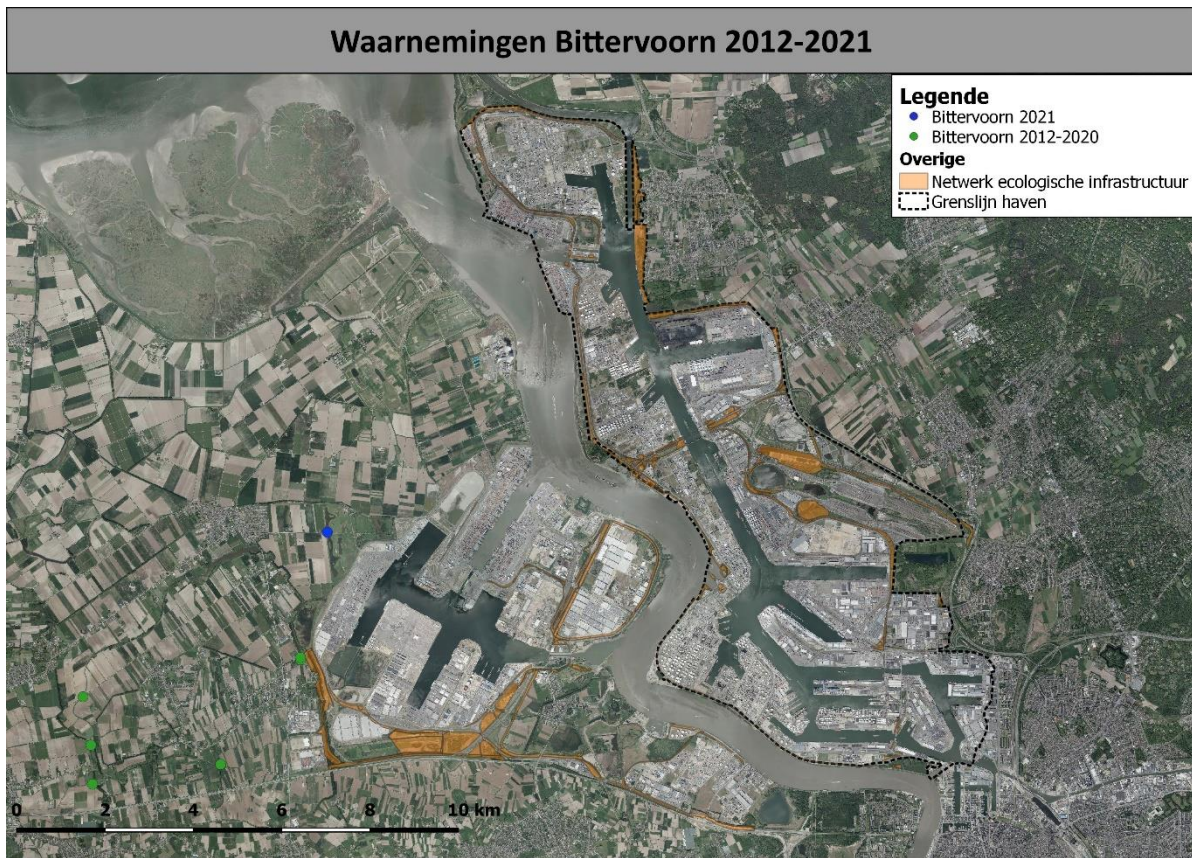 Waarnemingen Bittervoorn 2012-2021
Legende
Bittervoorn 2021
Bittervoorn 2012-2020
Overige
Netwerk ecologische infrastructuur
Grenslijn haven
0 2 4 6 8 10 km